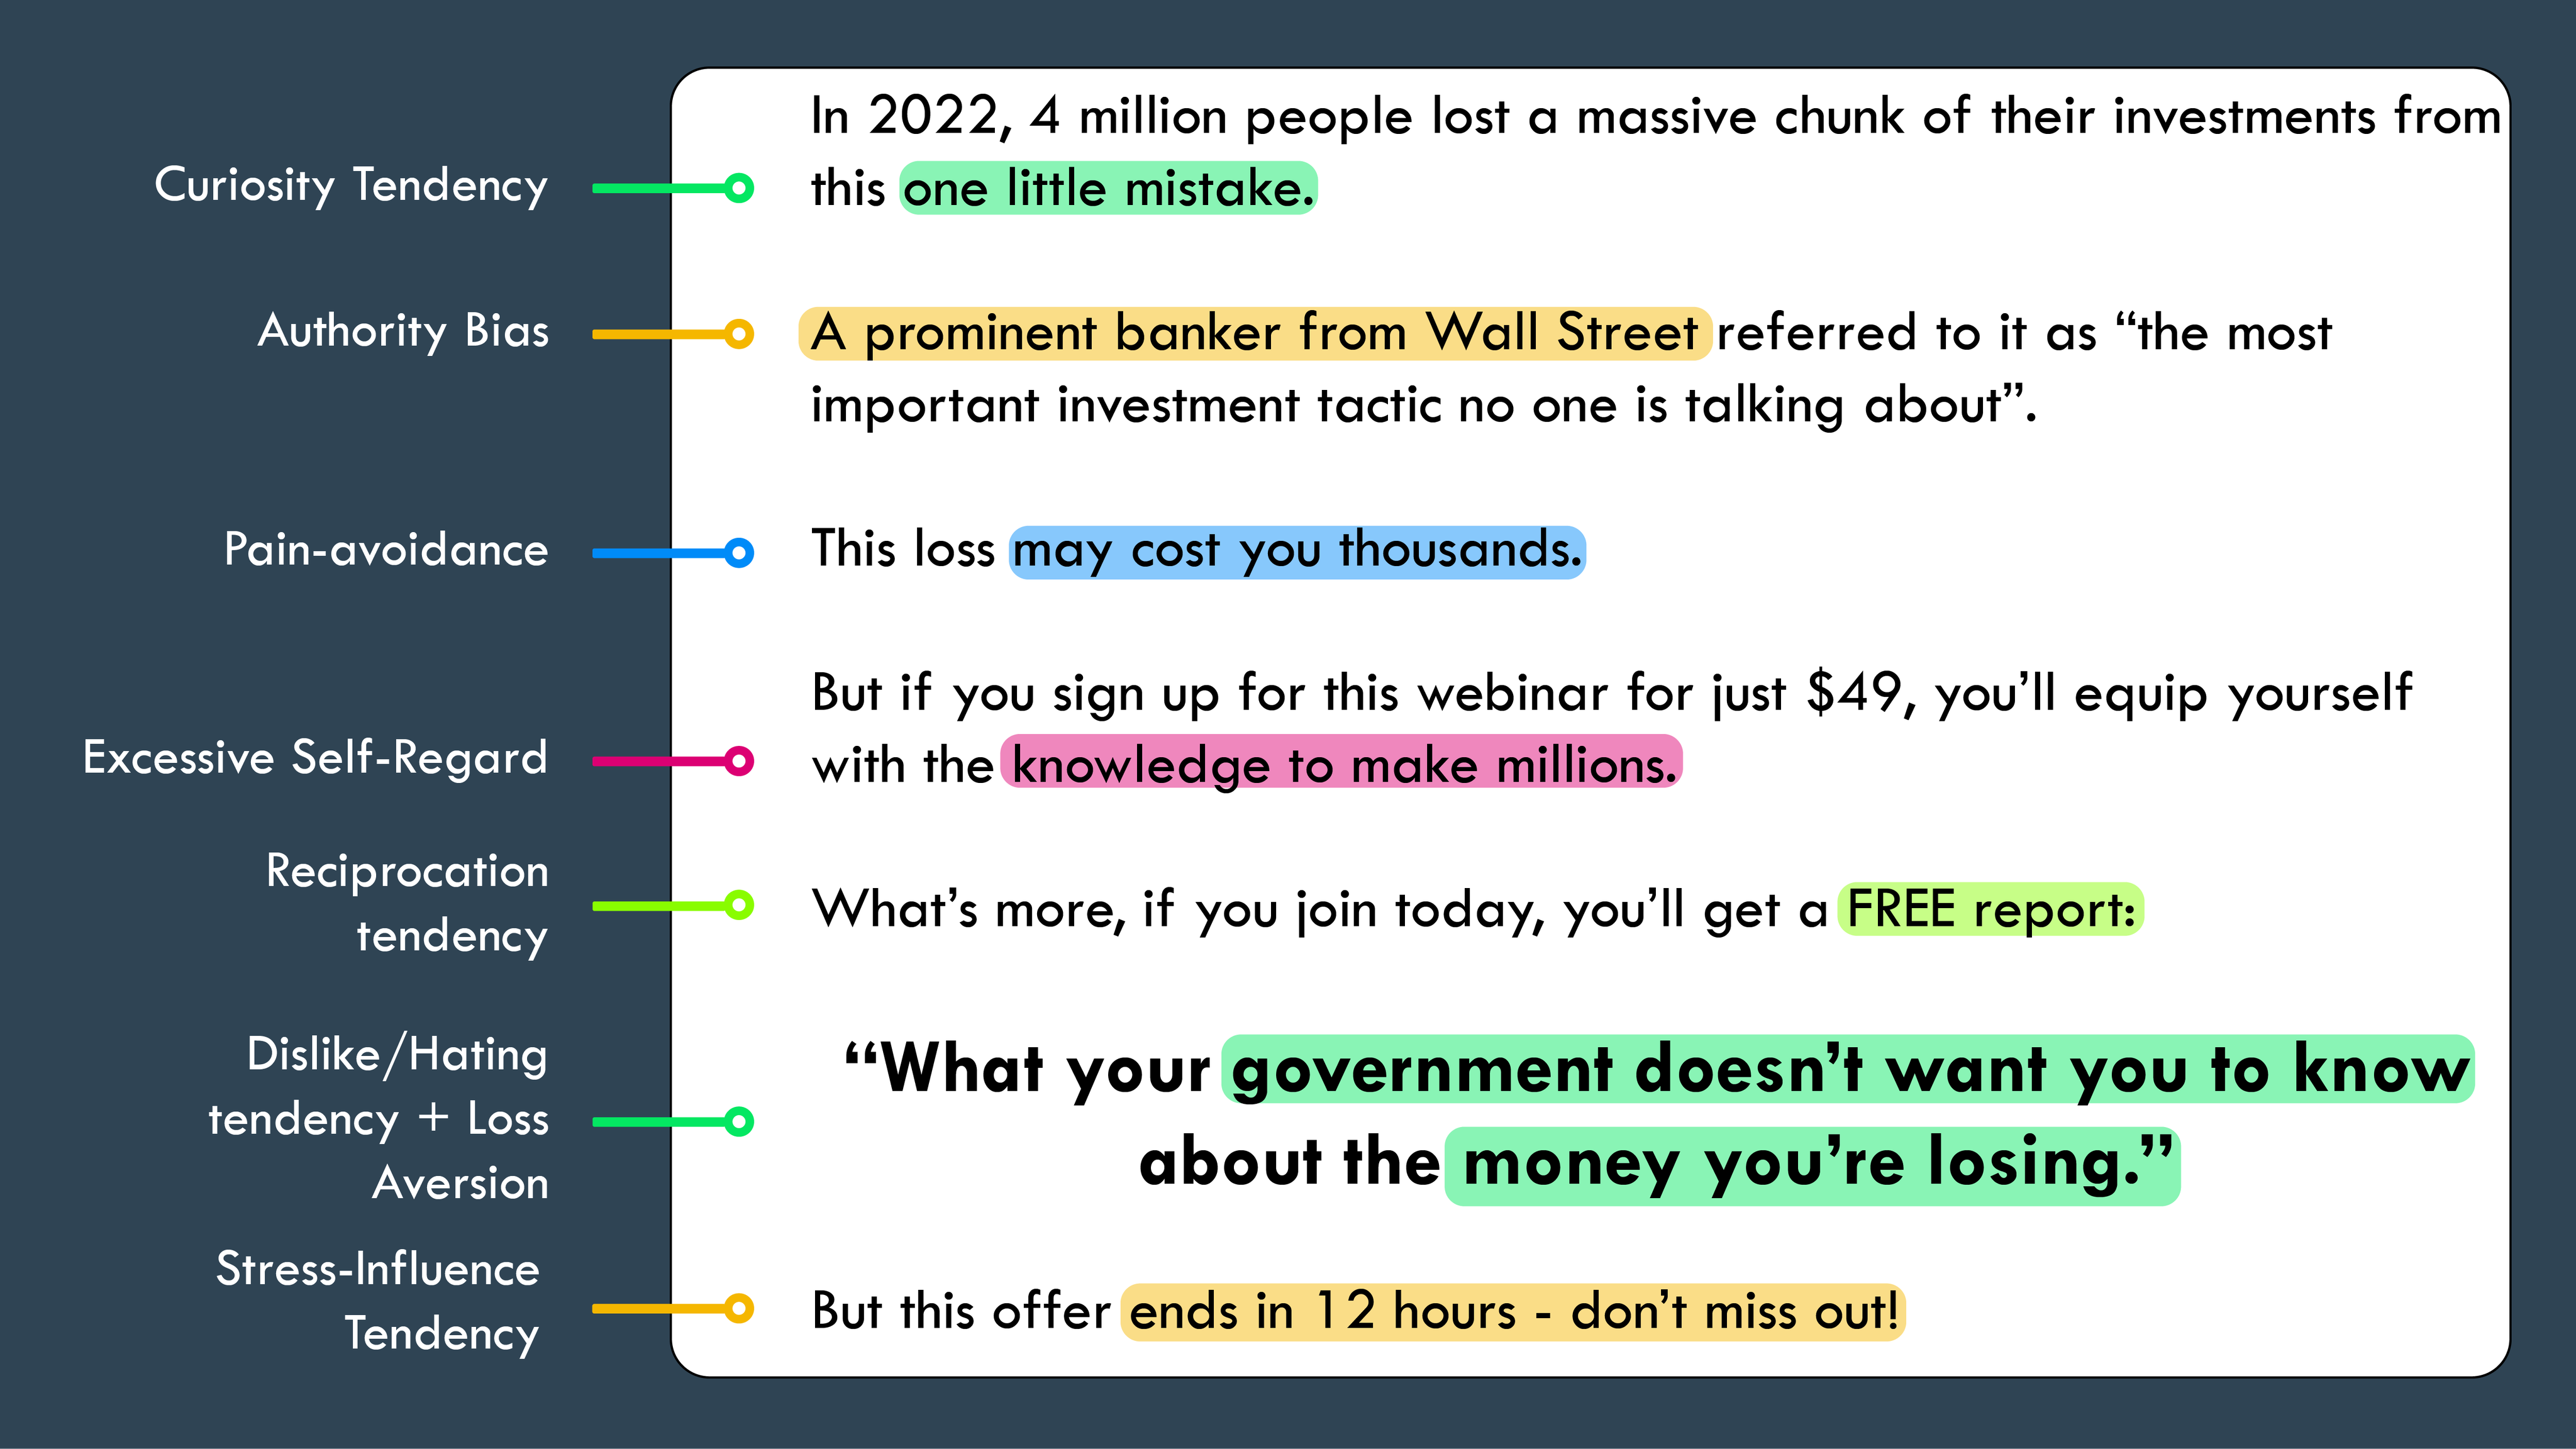 In 2022, 4 million people lost a massive chunk of their investments from
Curiosity Tendency
this one little mistake.
Authority Bias
A prominent banker from Wall Street referred to it as “the most
important investment tactic no one is talking about”.
Pain-avoidance
This loss may cost you thousands.
But if you sign up for this webinar for just $49, you’ll equip yourself
Excessive Self-Regard
with the knowledge to make millions.
Reciprocation
tendency
What’s more, if you join today, you’ll get a FREE report:
Dislike/Hating
tendency + Loss
Aversion
“What your government doesn’t want you to know
about the money you’re losing.”
Stress-Influence
Tendency
But this offer ends in 12 hours - don’t miss out!